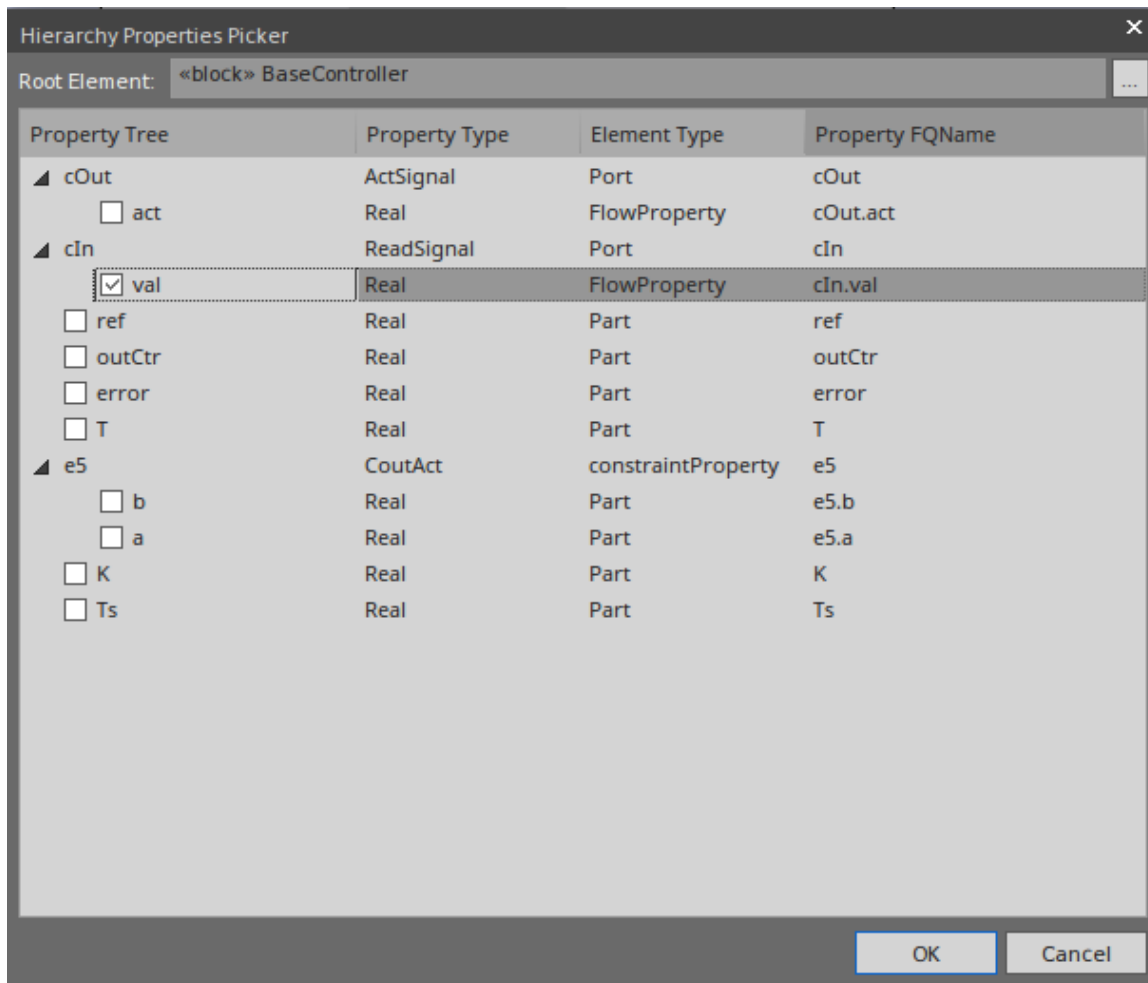 Hierarchy Properties Picker
Root Element: «block» BaseController ...
Property Tree Property Type Element Type Property FQName
cOut ActSignal Port cOut
act Real FlowProperty cOut.act
cIn ReadSignal Port cIn
val Real FlowProperty cIn.val
ref Real Part ref
outCtr Real Part outCtr
error Real Part error
T Real Part T
e5 CoutAct constraintProperty e5
b Real Part e5.b
a Real Part e5.a
K Real Part K
Ts Real Part Ts
OK Cancel